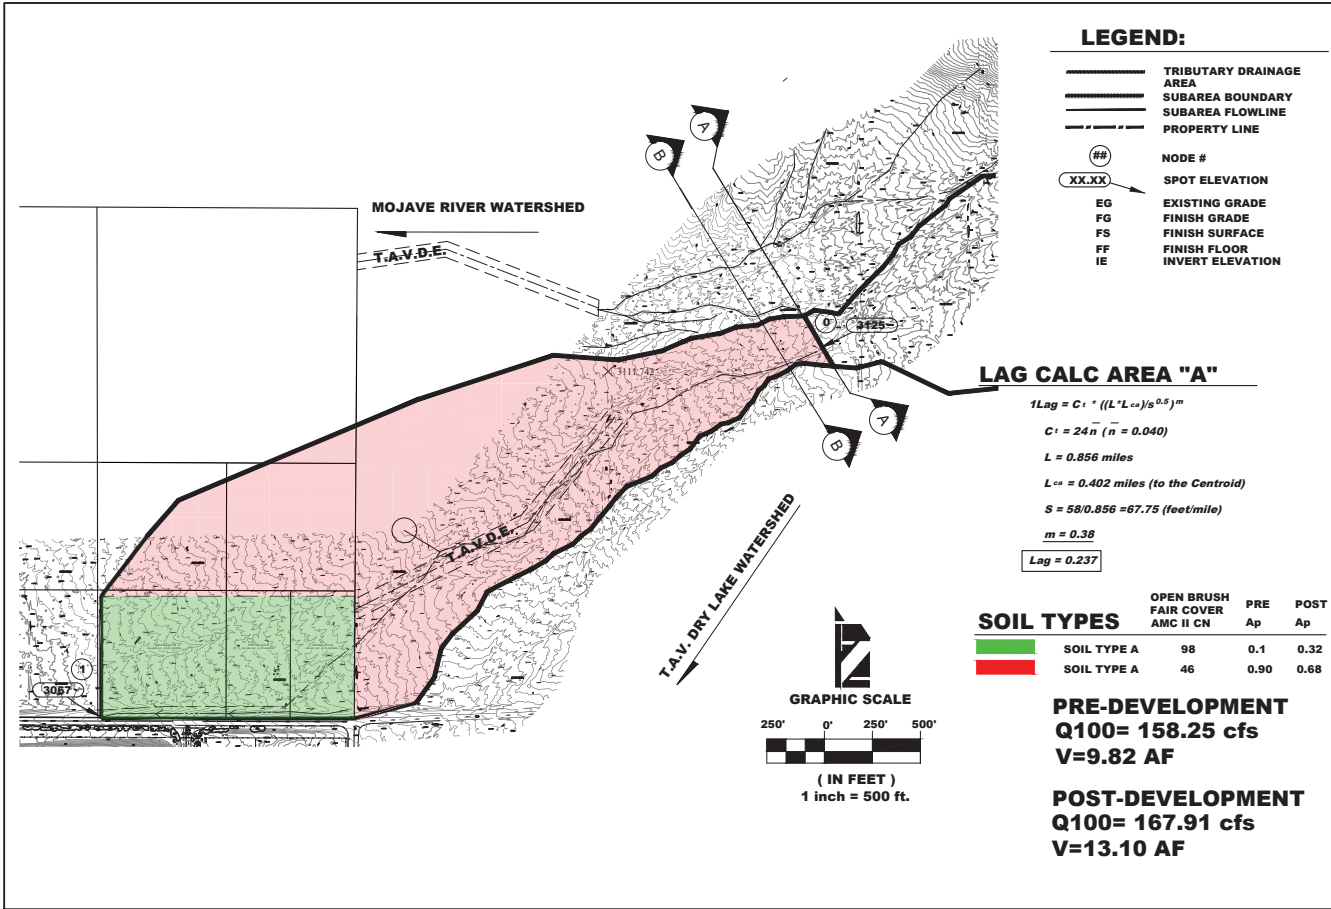 LEGEND:
TRIBUTARY DRAINAGE
AREA
SUBAREA BOUNDARY
SUBAREA FLOWLINE
PROPERTY LINE
## NODE #
XX.XX SPOT ELEVATION
EG EXISTING GRADE
FG FINISH GRADE
FS FINISH SURFACE
FF FINISH FLOOR
IE INVERT ELEVATION
A
B
MOJAVE RIVER WATERSHED
T.A.V.D.E.
0
3125
3111.742
A
B
T.A.V.D.E.
T.A.V. DRY LAKE WATERSHED
1
3067
LAG CALC AREA "A"
1Lag = Ct * ((L*Lca)/s^0.5)^m
Ct = 24n̅ (n̅ = 0.040)
L = 0.856 miles
Lca = 0.402 miles (to the Centroid)
S = 58/0.856 =67.75 (feet/mile)
m = 0.38
Lag = 0.237
OPEN BRUSH
FAIR COVER
AMC II CN
PRE
Ap
POST
Ap
SOIL TYPES
SOIL TYPE A 98 0.1 0.32
SOIL TYPE A 46 0.90 0.68
GRAPHIC SCALE
250' 0' 250' 500'
( IN FEET )
1 inch = 500 ft.
PRE-DEVELOPMENT
Q100= 158.25 cfs
V=9.82 AF
POST-DEVELOPMENT
Q100= 167.91 cfs
V=13.10 AF